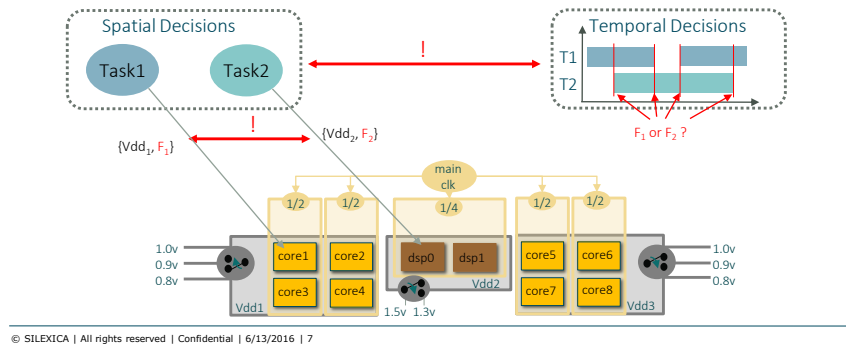 Spatial Decisions
Temporal Decisions
!
T1
Task1
Task2
T2
!
{Vdd1, F1}
{Vdd2, F2}
F1 or F2 ?
main
clk
1/2
1/2
1/4
1/2
1/2
1.0v
0.9v
0.8v
core1
core2
dsp0
dsp1
core5
core6
1.0v
0.9v
0.8v
core3
core4
core7
core8
Vdd1
Vdd2
Vdd3
1.5v
1.3v
© SILEXICA | All rights reserved | Confidential | 6/13/2016 | 7